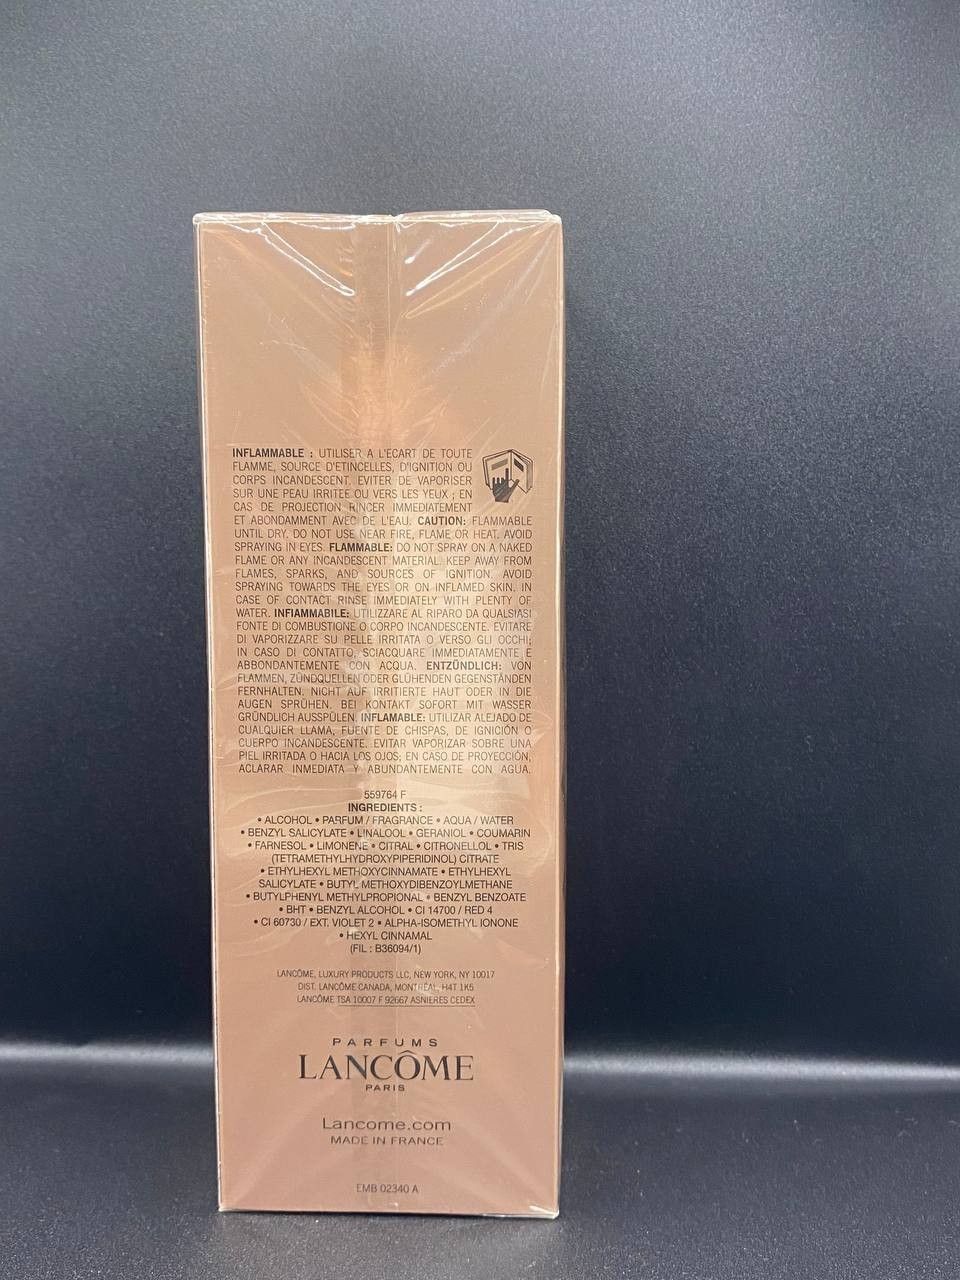 INFLAMMABLE : UTILISER A L'ECART DE TOUTE
FLAMME, SOURCE D'ETINCELLES, D'IGNITION OU
CORPS INCANDESCENT. EVITER DE VAPORISER
SUR UNE PEAU IRRITEE OU VERS LES YEUX ; EN
CAS DE PROJECTION RINCER IMMEDIATEMENT
ET ABONDAMMENT AVEC DE L'EAU. CAUTION: FLAMMABLE
UNTIL DRY. DO NOT USE NEAR FIRE, FLAME OR HEAT. AVOID
SPRAYING IN EYES. FLAMMABLE: DO NOT SPRAY ON A NAKED
FLAME OR ANY INCANDESCENT MATERIAL. KEEP AWAY FROM
FLAMES, SPARKS, AND SOURCES OF IGNITION. AVOID
SPRAYING TOWARDS THE EYES OR ON INFLAMED SKIN. IN
CASE OF CONTACT RINSE IMMEDIATELY WITH PLENTY OF
WATER. INFIAMMABILE: UTILIZZARE AL RIPARO DA QUALSIASI
FONTE DI COMBUSTIONE O CORPO INCANDESCENTE. EVITARE
DI VAPORIZZARE SU PELLE IRRITATA O VERSO GLI OCCHI;
IN CASO DI CONTATTO, SCIACQUARE IMMEDIATAMENTE E
ABBONDANTEMENTE CON ACQUA. ENTZÜNDLICH: VON
FLAMMEN, ZÜNDQUELLEN ODER GLÜHENDEN GEGENSTÄNDEN
FERNHALTEN. NICHT AUF IRRITIERTE HAUT ODER IN DIE
AUGEN SPRÜHEN. BEI KONTAKT SOFORT MIT WASSER
GRÜNDLICH AUSSPÜLEN. INFLAMABLE: UTILIZAR ALEJADO DE
CUALQUIER LLAMA, FUENTE DE CHISPAS, DE IGNICIÓN O
CUERPO INCANDESCENTE. EVITAR VAPORIZAR SOBRE UNA
PIEL IRRITADA O HACIA LOS OJOS; EN CASO DE PROYECCIÓN,
ACLARAR INMEDIATA Y ABUNDANTEMENTE CON AGUA.
559764 F
INGREDIENTS :
• ALCOHOL • PARFUM / FRAGRANCE • AQUA / WATER
• BENZYL SALICYLATE • LINALOOL • GERANIOL • COUMARIN
• FARNESOL • LIMONENE • CITRAL • CITRONELLOL • TRIS
(TETRAMETHYLHYDROXYPIPERIDINOL) CITRATE
• ETHYLHEXYL METHOXYCINNAMATE • ETHYLHEXYL
SALICYLATE • BUTYL METHOXYDIBENZOYLMETHANE
• BUTYLPHENYL METHYLPROPIONAL • BENZYL BENZOATE
• BHT • BENZYL ALCOHOL • CI 14700 / RED 4
• CI 60730 / EXT. VIOLET 2 • ALPHA-ISOMETHYL IONONE
• HEXYL CINNAMAL
(FIL : B36094/1)
LANCÔME, LUXURY PRODUCTS LLC, NEW YORK, NY 10017
DIST. LANCÔME CANADA, MONTRÉAL, H4T 1K5
LANCÔME TSA 10007 F 92667 ASNIERES CEDEX
PARFUMS
LANCÔME
PARIS
Lancome.com
MADE IN FRANCE
EMB 02340 A